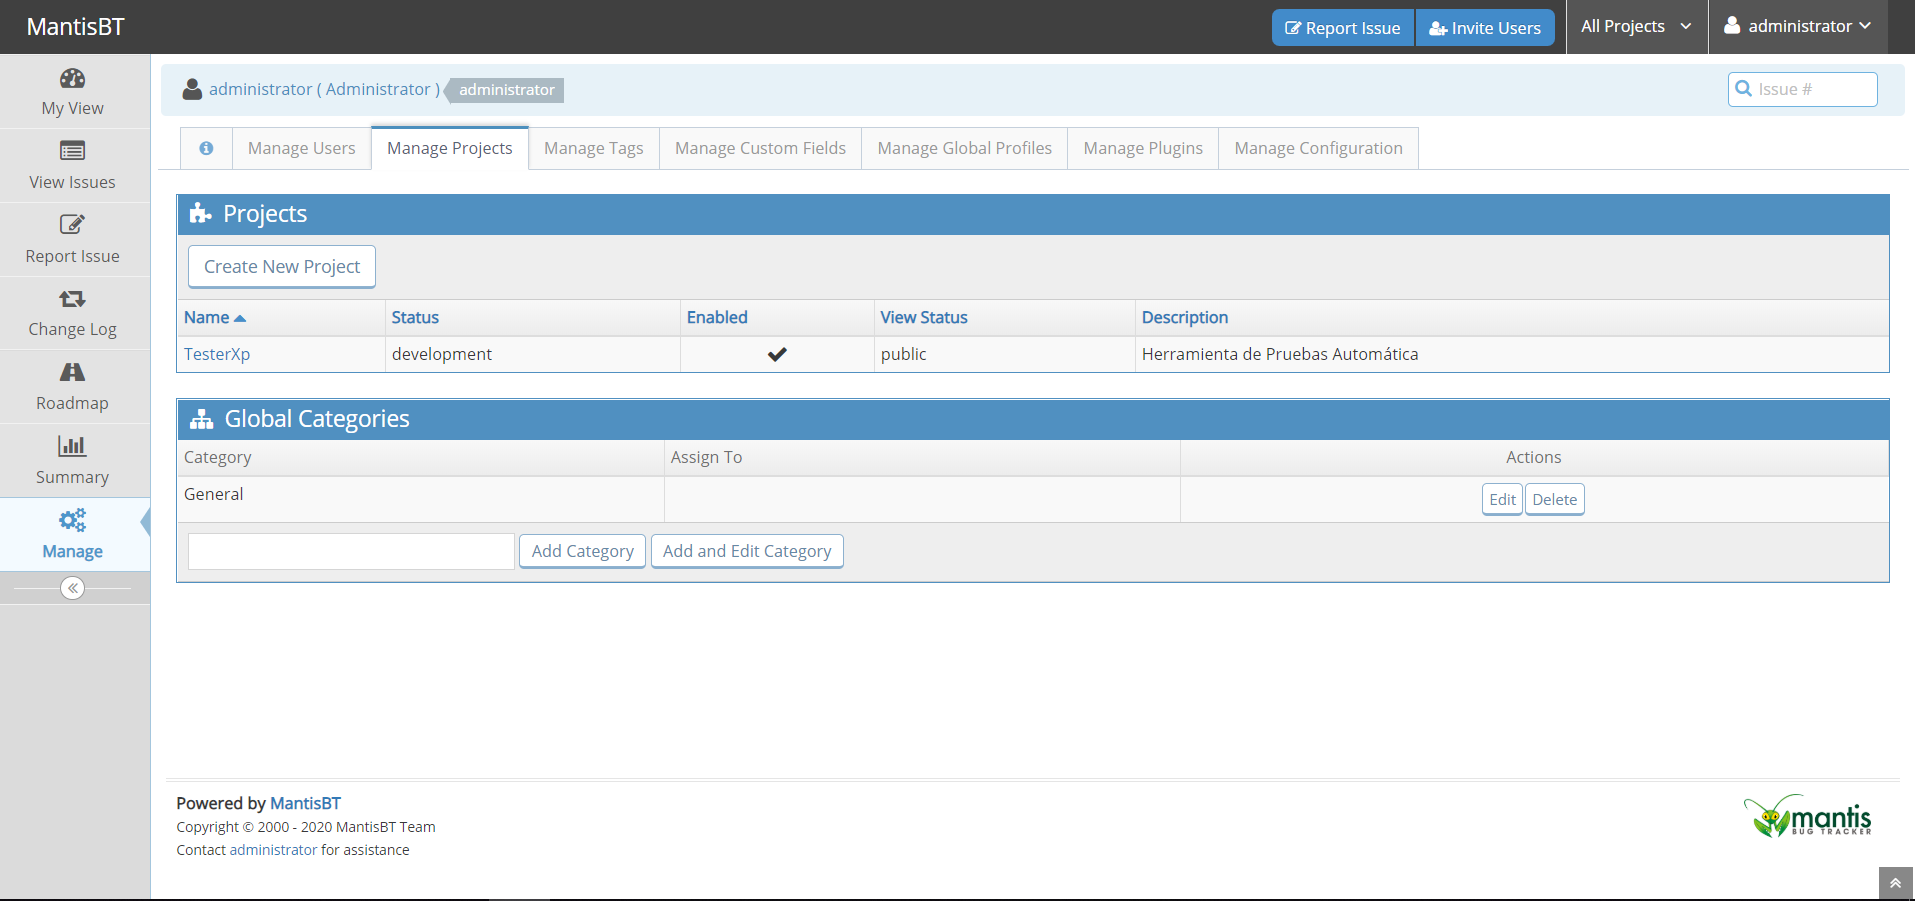 MantisBT
Report Issue
Invite Users
All Projects
administrator
My View
View Issues
Report Issue
Change Log
Roadmap
Summary
Manage
administrator ( Administrator ) administrator
Issue #
Manage Users
Manage Projects
Manage Tags
Manage Custom Fields
Manage Global Profiles
Manage Plugins
Manage Configuration
Projects
Create New Project
Name Status Enabled View Status Description
TesterXp development public Herramienta de Pruebas Automática
Global Categories
Category Assign To Actions
General Edit Delete
Add Category Add and Edit Category
Powered by MantisBT
Copyright © 2000 - 2020 MantisBT Team
Contact administrator for assistance
mantis
BUG TRACKER